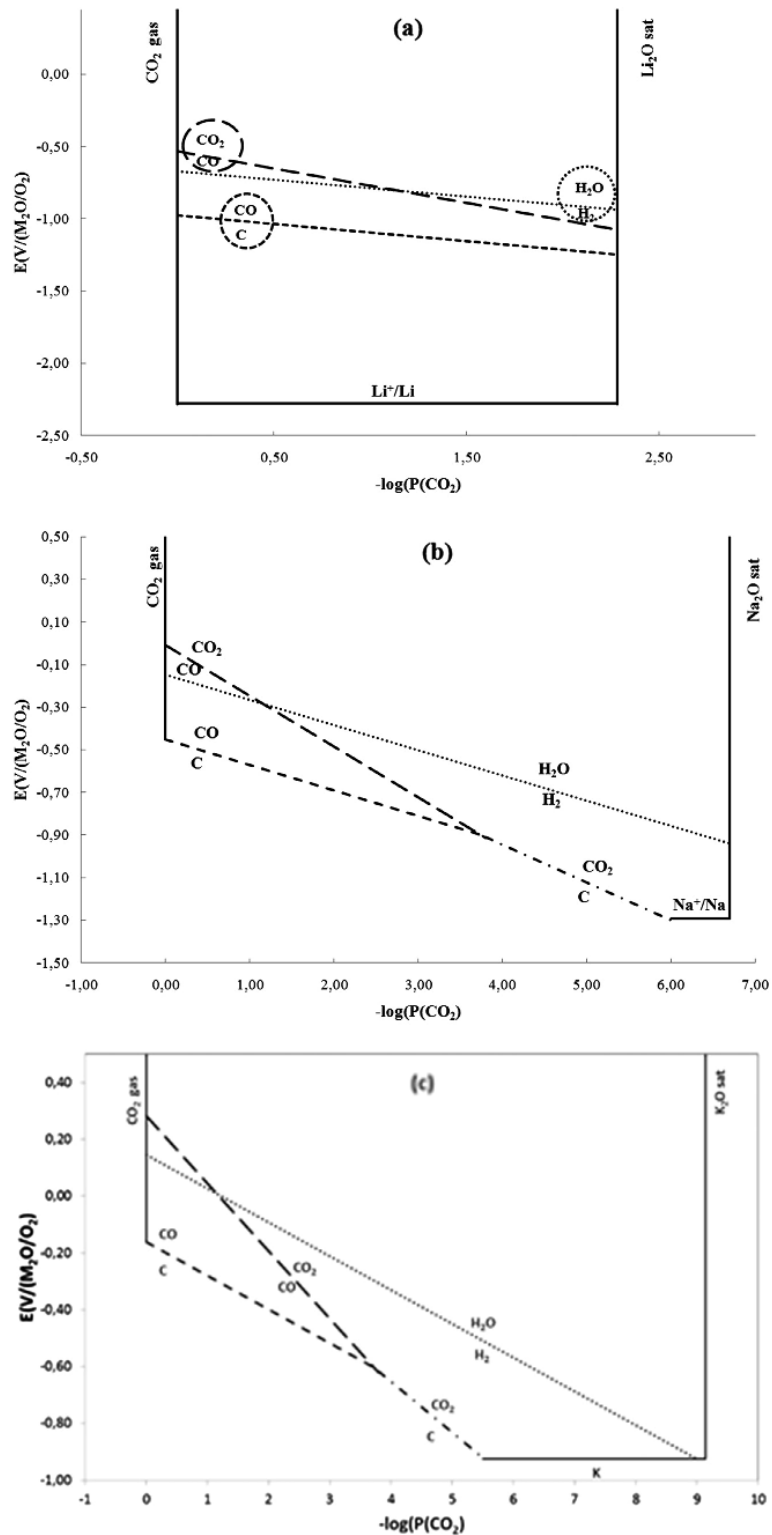 (a)
CO₂ gas
Li₂O sat
0,00
-0,50
-1,00
-1,50
-2,00
-2,50
E(V/(M₂O/O₂)
CO₂
CO
H₂O
H₂
CO
C
Li⁺/Li
-0,50 0,50 1,50 2,50
-log(P(CO₂)
(b)
CO₂ gas
Na₂O sat
0,50
0,30
0,10
-0,10
-0,30
-0,50
-0,70
-0,90
-1,10
-1,30
-1,50
E(V/(M₂O/O₂)
CO₂
CO
CO
C
H₂O
H₂
CO₂
C
Na⁺/Na
-1,00 0,00 1,00 2,00 3,00 4,00 5,00 6,00 7,00
-log(P(CO₂)
(c)
CO₂ gas
K₂O sat
0,40
0,20
0,00
-0,20
-0,40
-0,60
-0,80
-1,00
E(V/(M₂O/O₂)
CO
C
CO₂
CO
H₂O
H₂
CO₂
C
K
-1 0 1 2 3 4 5 6 7 8 9 10
-log(P(CO₂)